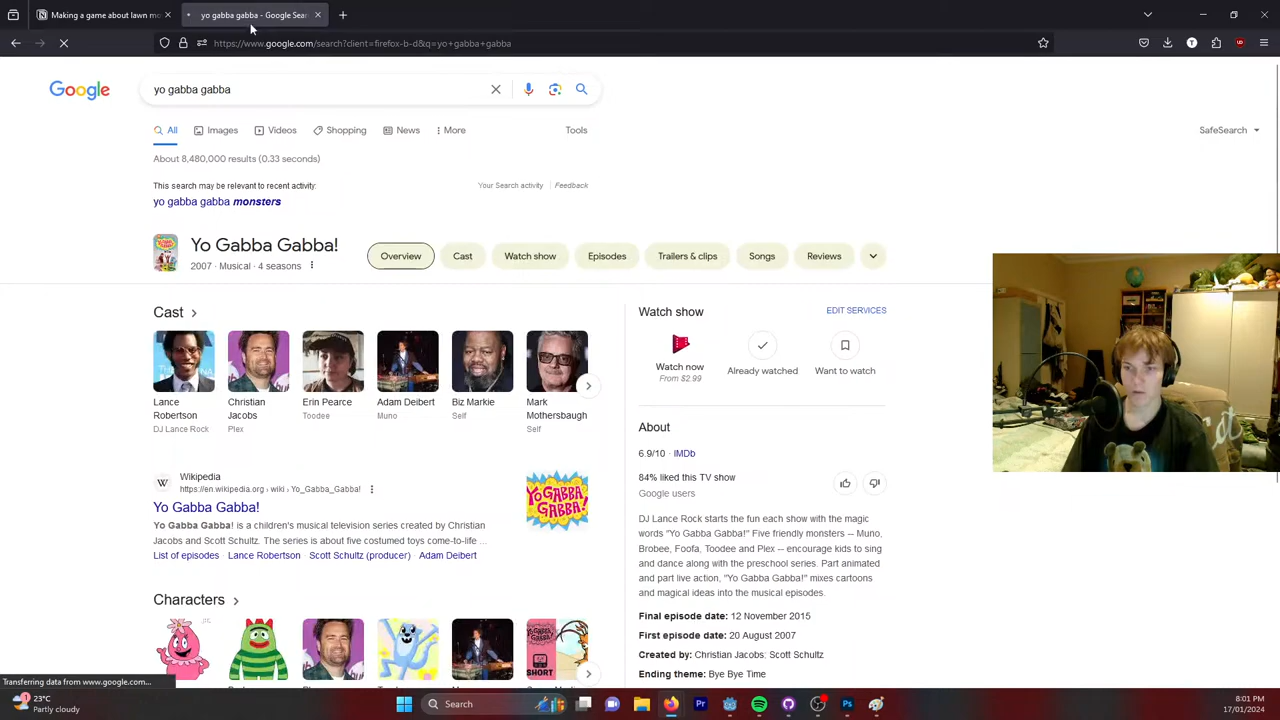 Making a game about lawn mo
yo gabba gabba - Google Sear
https://www.google.com/search?client=firefox-b-d&q=yo+gabba+gabba
Google
yo gabba gabba
All
Images
Videos
Shopping
News
More
Tools
SafeSearch
About 8,480,000 results (0.33 seconds)
This search may be relevant to recent activity:
Your Search activity
Feedback
yo gabba gabba monsters
Yo Gabba Gabba!
2007 · Musical · 4 seasons
Overview
Cast
Watch show
Episodes
Trailers & clips
Songs
Reviews
Cast
Lance Robertson
DJ Lance Rock
Christian Jacobs
Plex
Erin Pearce
Toodee
Adam Deibert
Muno
Biz Markie
Self
Mark Mothersbaugh
Self
Watch show
EDIT SERVICES
Watch now
From $2.99
Already watched
Want to watch
About
6.9/10 · IMDb
84% liked this TV show
Google users
DJ Lance Rock starts the fun each show with the magic
words "Yo Gabba Gabba!" Five friendly monsters -- Muno,
Brobee, Foofa, Toodee and Plex -- encourage kids to sing
and dance along with the preschool series. Part animated
and part live action, "Yo Gabba Gabba!" mixes cartoons
and magical ideas into the musical episodes.
Final episode date: 12 November 2015
First episode date: 20 August 2007
Created by: Christian Jacobs; Scott Schultz
Ending theme: Bye Bye Time
W
Wikipedia
https://en.wikipedia.org › wiki › Yo_Gabba_Gabba!
Yo Gabba Gabba!
Yo Gabba Gabba! is a children's musical television series created by Christian
Jacobs and Scott Schultz. The series is about five costumed toys come-to-life ...
List of episodes
Lance Robertson
Scott Schultz (producer)
Adam Deibert
YO GABBA GABBA!
Characters
SHORT
Transferring data from www.google.com...
23°C
Partly cloudy
Search
Pr
Ps
8:01 PM
17/01/2024